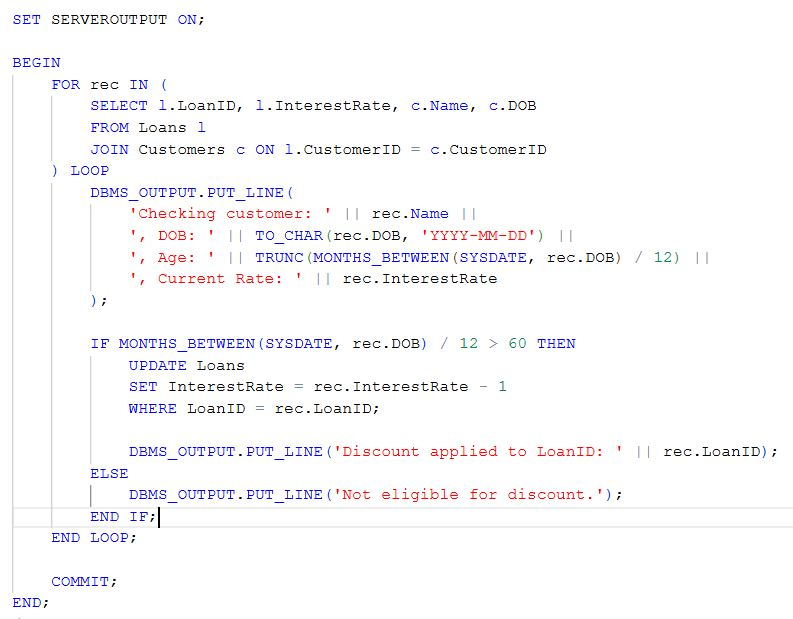 SET SERVEROUTPUT ON;
BEGIN
FOR rec IN (
SELECT l.LoanID, l.InterestRate, c.Name, c.DOB
FROM Loans l
JOIN Customers c ON l.CustomerID = c.CustomerID
) LOOP
DBMS_OUTPUT.PUT_LINE(
'Checking customer: ' || rec.Name ||
', DOB: ' || TO_CHAR(rec.DOB, 'YYYY-MM-DD') ||
', Age: ' || TRUNC(MONTHS_BETWEEN(SYSDATE, rec.DOB) / 12) ||
', Current Rate: ' || rec.InterestRate
);
IF MONTHS_BETWEEN(SYSDATE, rec.DOB) / 12 > 60 THEN
UPDATE Loans
SET InterestRate = rec.InterestRate - 1
WHERE LoanID = rec.LoanID;
DBMS_OUTPUT.PUT_LINE('Discount applied to LoanID: ' || rec.LoanID);
ELSE
DBMS_OUTPUT.PUT_LINE('Not eligible for discount.');
END IF;
END LOOP;
COMMIT;
END;